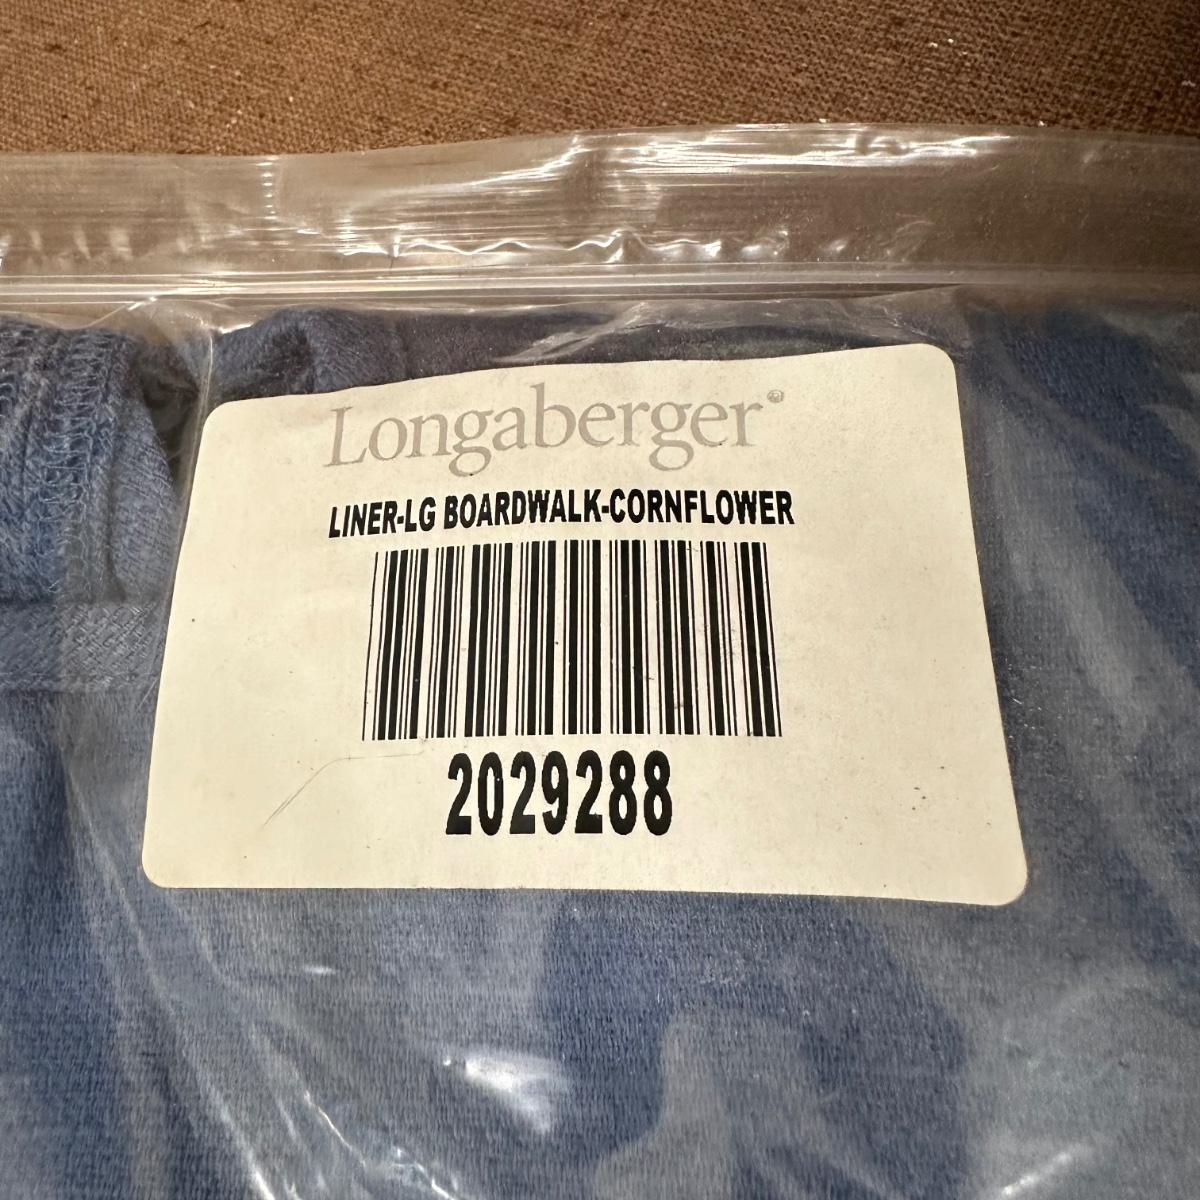 Longaberger®
LINER-LG BOARDWALK-CORNFLOWER
2029288